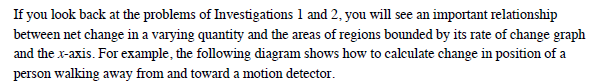 If you look back at the problems of Investigations 1 and 2, you will see an important relationship
between net change in a varying quantity and the areas of regions bounded by its rate of change graph
and the x-axis. For example, the following diagram shows how to calculate change in position of a
person walking away from and toward a motion detector.